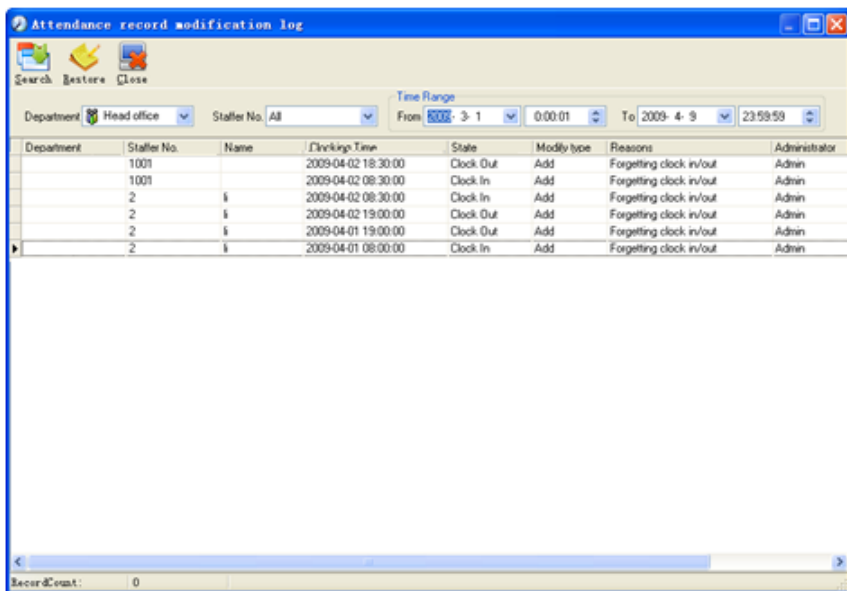 Attendance record modification log
Search Restore Close
Time Range
Department Head office Staffer No. All From 2009- 3- 1 0:00:01 To 2009- 4- 9 23:59:59
Department Staffer No. Name Clocking Time State Modify type Reasons Administrator
1001 2009-04-02 18:30:00 Clock Out Add Forgetting clock in/out Admin
1001 2009-04-02 08:30:00 Clock In Add Forgetting clock in/out Admin
2 li 2009-04-02 08:30:00 Clock In Add Forgetting clock in/out Admin
2 li 2009-04-02 19:00:00 Clock Out Add Forgetting clock in/out Admin
2 li 2009-04-01 19:00:00 Clock Out Add Forgetting clock in/out Admin
2 li 2009-04-01 08:00:00 Clock In Add Forgetting clock in/out Admin
RecordCount: 0